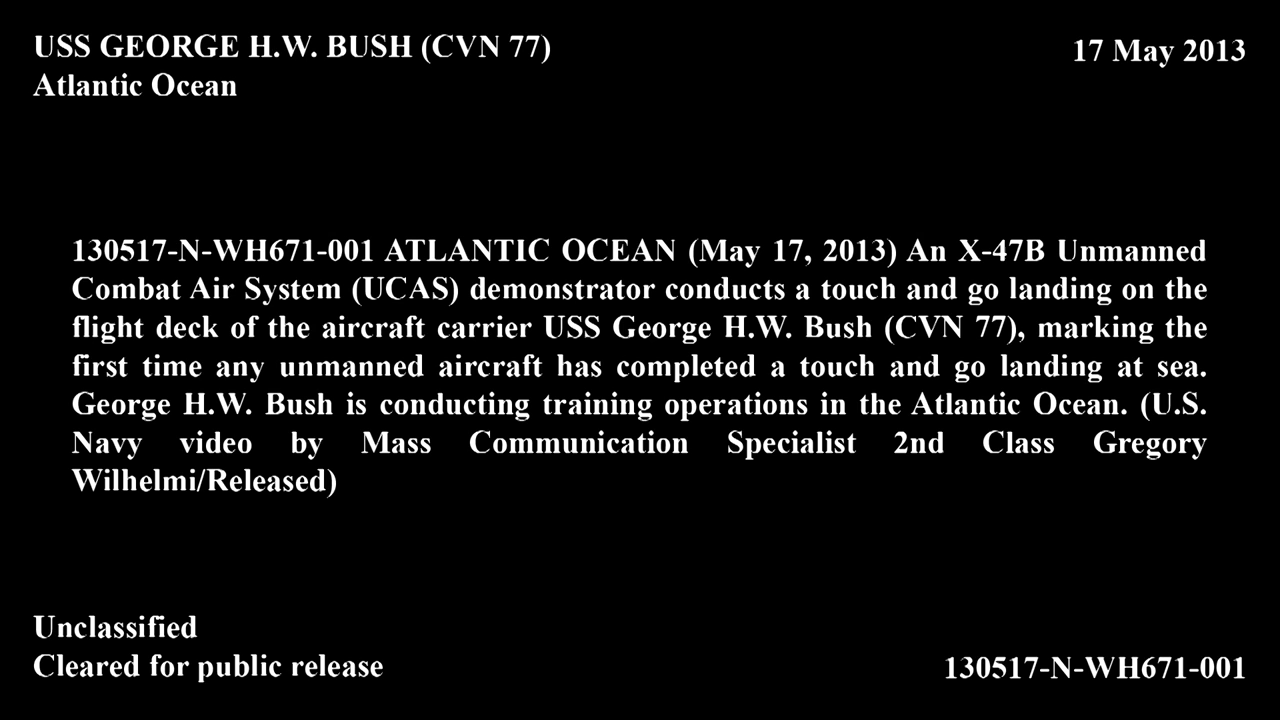 USS GEORGE H.W. BUSH (CVN 77)
17 May 2013
Atlantic Ocean
130517-N-WH671-001 ATLANTIC OCEAN (May 17, 2013) An X-47B Unmanned
Combat Air System (UCAS) demonstrator conducts a touch and go landing on the
flight deck of the aircraft carrier USS George H.W. Bush (CVN 77), marking the
first time any unmanned aircraft has completed a touch and go landing at sea.
George H.W. Bush is conducting training operations in the Atlantic Ocean. (U.S.
Navy video by Mass Communication Specialist 2nd Class Gregory
Wilhelmi/Released)
Unclassified
Cleared for public release
130517-N-WH671-001